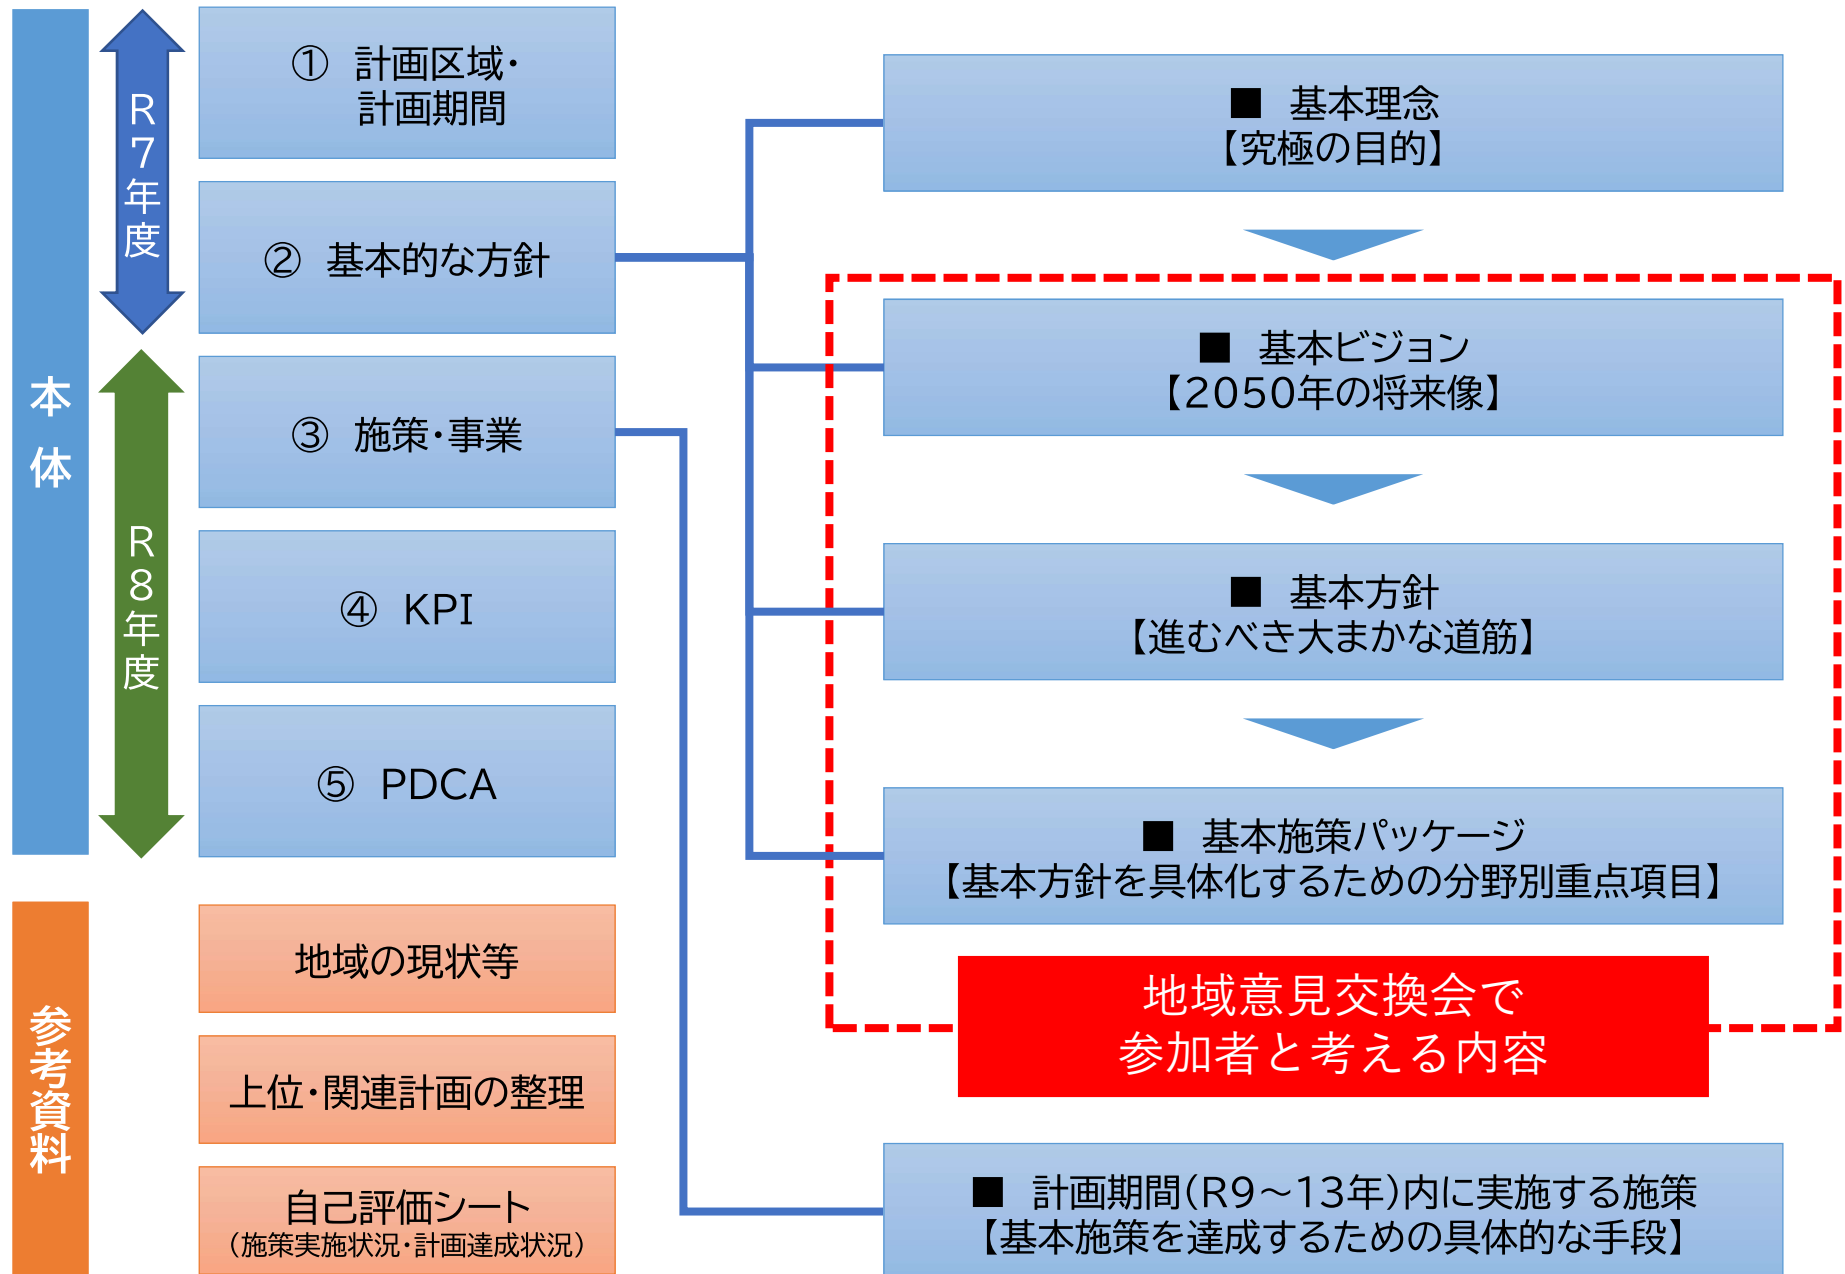 本体
R7年度
R8年度
① 計画区域・
計画期間
② 基本的な方針
③ 施策・事業
④ KPI
⑤ PDCA
■ 基本理念
【究極の目的】
■ 基本ビジョン
【2050年の将来像】
■ 基本方針
【進むべき大まかな道筋】
■ 基本施策パッケージ
【基本方針を具体化するための分野別重点項目】
地域意見交換会で
参加者と考える内容
■ 計画期間(R9～13年)内に実施する施策
【基本施策を達成するための具体的な手段】
参考資料
地域の現状等
上位・関連計画の整理
自己評価シート
(施策実施状況・計画達成状況)